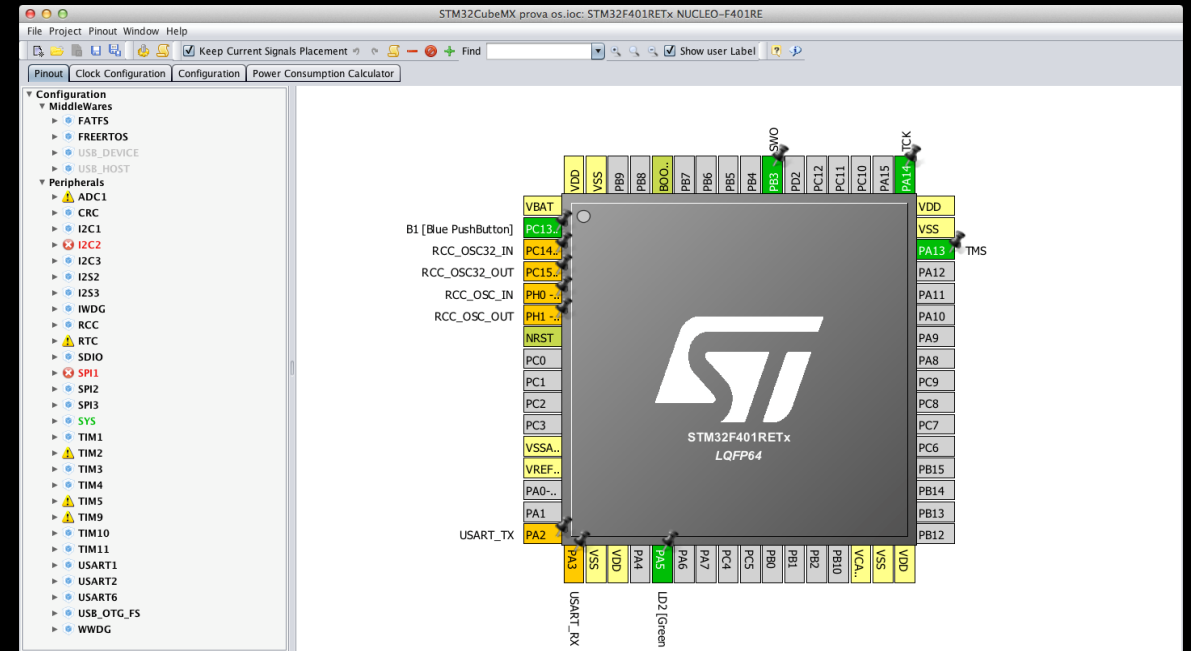 STM32CubeMX prova os.ioc: STM32F401RETx NUCLEO-F401RE
File Project Pinout Window Help
Keep Current Signals Placement Find Show user Label
Pinout Clock Configuration Configuration Power Consumption Calculator
Configuration
MiddleWares
FATFS
FREERTOS
USB_DEVICE
USB_HOST
Peripherals
ADC1
CRC
I2C1
I2C2
I2C3
I2S2
I2S3
IWDG
RCC
RTC
SDIO
SPI1
SPI2
SPI3
SYS
TIM1
TIM2
TIM3
TIM4
TIM5
TIM9
TIM10
TIM11
USART1
USART2
USART6
USB_OTG_FS
WWDG
SWO
TCK
VDD
VSS
PB9
PB8
BOO..
PB7
PB6
PB5
PB4
PB3
PD2
PC12
PC11
PC10
PA15
PA14
VBAT
B1 [Blue PushButton] PC13..
RCC_OSC32_IN PC14..
RCC_OSC32_OUT PC15..
RCC_OSC_IN PH0 -..
RCC_OSC_OUT PH1 -..
NRST
PC0
PC1
PC2
PC3
VSSA..
VREF..
PA0-..
PA1
USART_TX PA2
ST
STM32F401RETx
LQFP64
VDD
VSS
PA13 TMS
PA12
PA11
PA10
PA9
PA8
PC9
PC8
PC7
PC6
PB15
PB14
PB13
PB12
PA3
VSS
VDD
PA4
PA5
PA6
PA7
PC4
PC5
PB0
PB1
PB2
PB10
VCA..
VSS
VDD
USART_RX
LD2 [Green